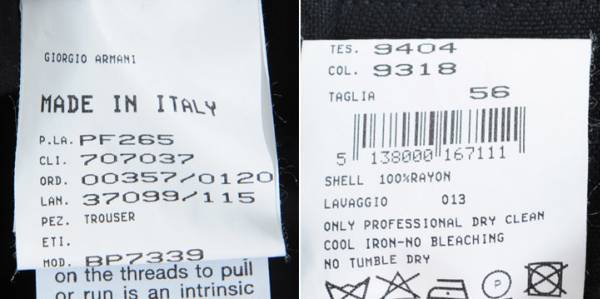 GIORGIO ARMANI
MADE IN ITALY
P.LA. PF265
CLI. 707037
ORD. 00357/0120
LAN. 37099/115
PEZ. TROUSER
ETI.
MOD. BP7339
on the threads to pull
or run is an intrinsic
TES. 9404
COL. 9318
TAGLIA 56
5 138000 167111
SHELL 100%RAYON
LAVAGGIO 013
ONLY PROFESSIONAL DRY CLEAN
COOL IRON-NO BLEACHING
NO TUMBLE DRY